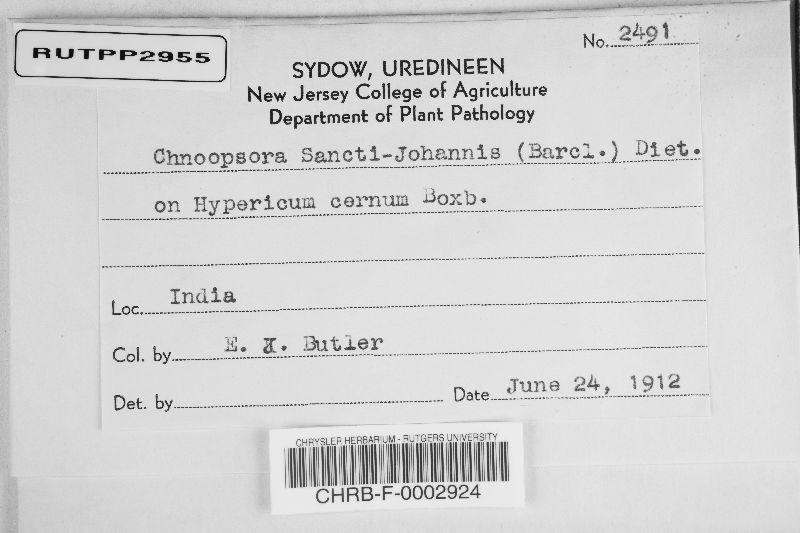 RUTPP2955
No. 2491
SYDOW, UREDINEEN
New Jersey College of Agriculture
Department of Plant Pathology
Chnoopsora Sancti-Johannis (Barcl.) Diet.
on Hypericum cernum Boxb.
Loc. India
Col. by E. Butler
Det. by
Date June 24, 1912
CHRYSLER HERBARIUM - RUTGERS UNIVERSITY
CHRB-F-0002924